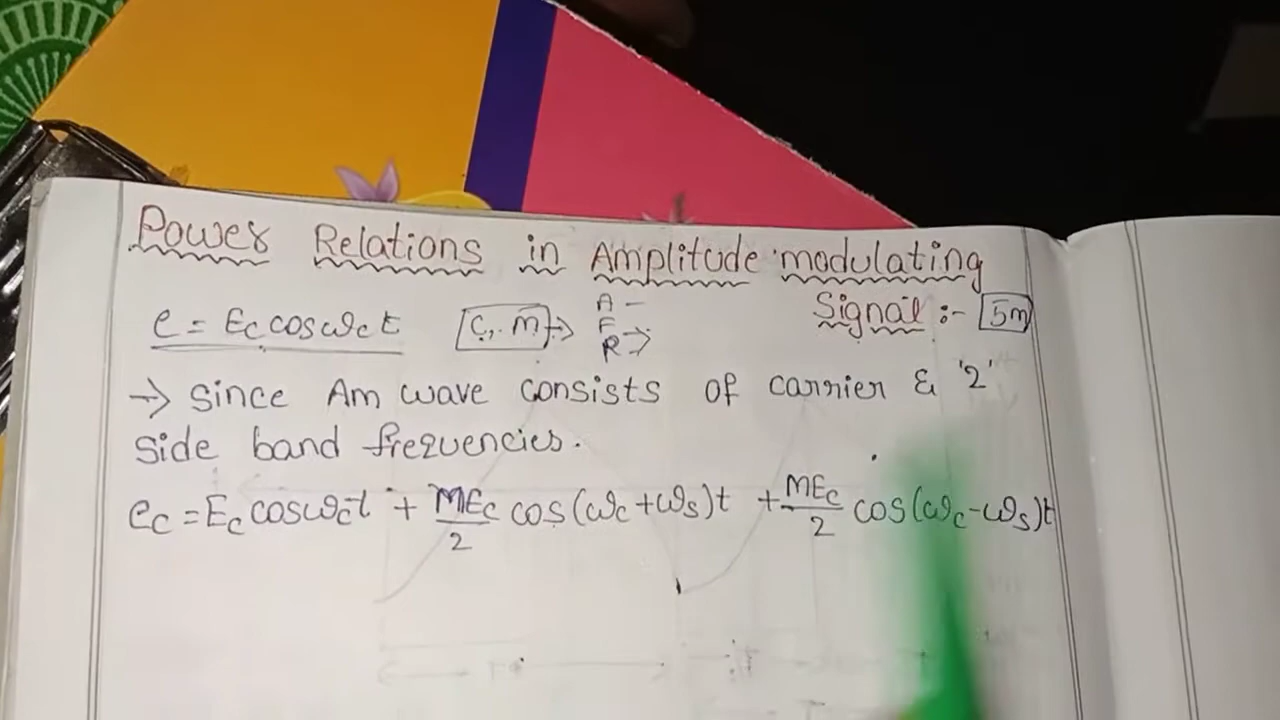 Power Relations in Amplitude modulating
Signal :- [5m]
e = Ec cosωct [C, m] → A - F → R →
→ since Am wave consists of carrier & '2'
side band frequencies.
ec = Ec cosωct + MEc/2 cos(ωc+ωs)t + MEc/2 cos(ωc-ωs)t